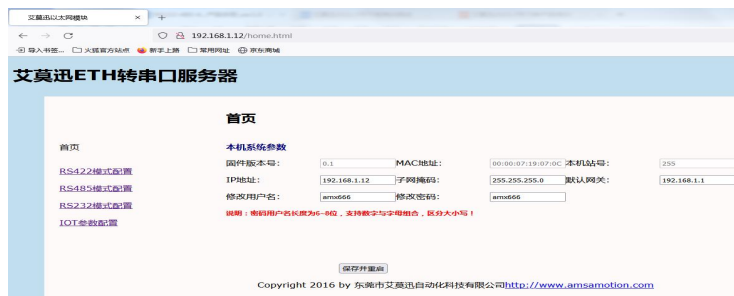 艾莫迅以太网模块 × +
192.168.1.12/home.html
导入书签... 火狐官方站点 新手上路 常用网址 京东商城
艾莫迅ETH转串口服务器
首页
首页
本机系统参数
固件版本号: 0.1 MAC地址: 00:00:07:19:07:0C 本机站号: 255
RS422模式配置
IP地址: 192.168.1.12 子网掩码: 255.255.255.0 默认网关: 192.168.1.1
RS485模式配置
修改用户名: amx666 修改密码: amx666
RS232模式配置
说明：密码用户名长度为6-8位，支持数字与字母组合，区分大小写！
IOT参数配置
保存并重启
Copyright 2016 by 东莞市艾莫迅自动化科技有限公司http://www.amsamotion.com